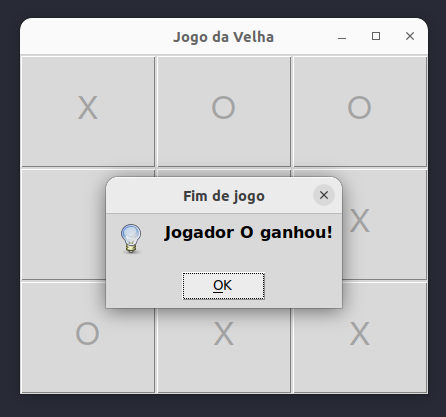 Jogo da Velha
X O O
Fim de jogo
Jogador O ganhou!
X
OK
O X X